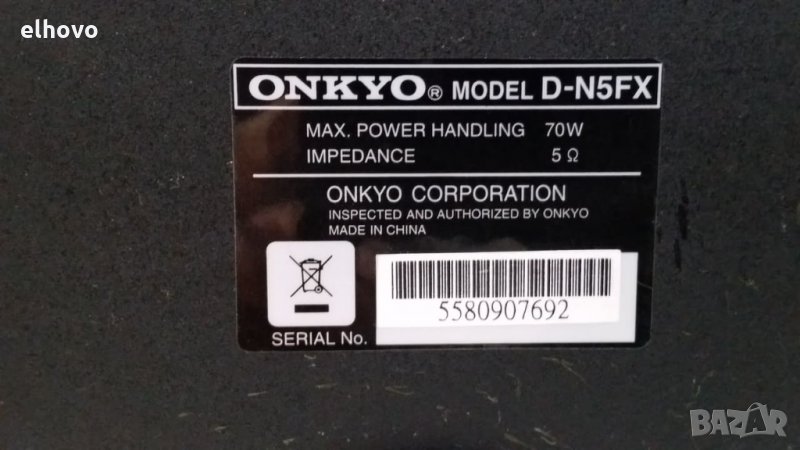 elhovo
ONKYO® MODEL D-N5FX
MAX. POWER HANDLING 70W
IMPEDANCE 5 Ω
ONKYO CORPORATION
INSPECTED AND AUTHORIZED BY ONKYO
MADE IN CHINA
5580907692
SERIAL No.
BAZAR